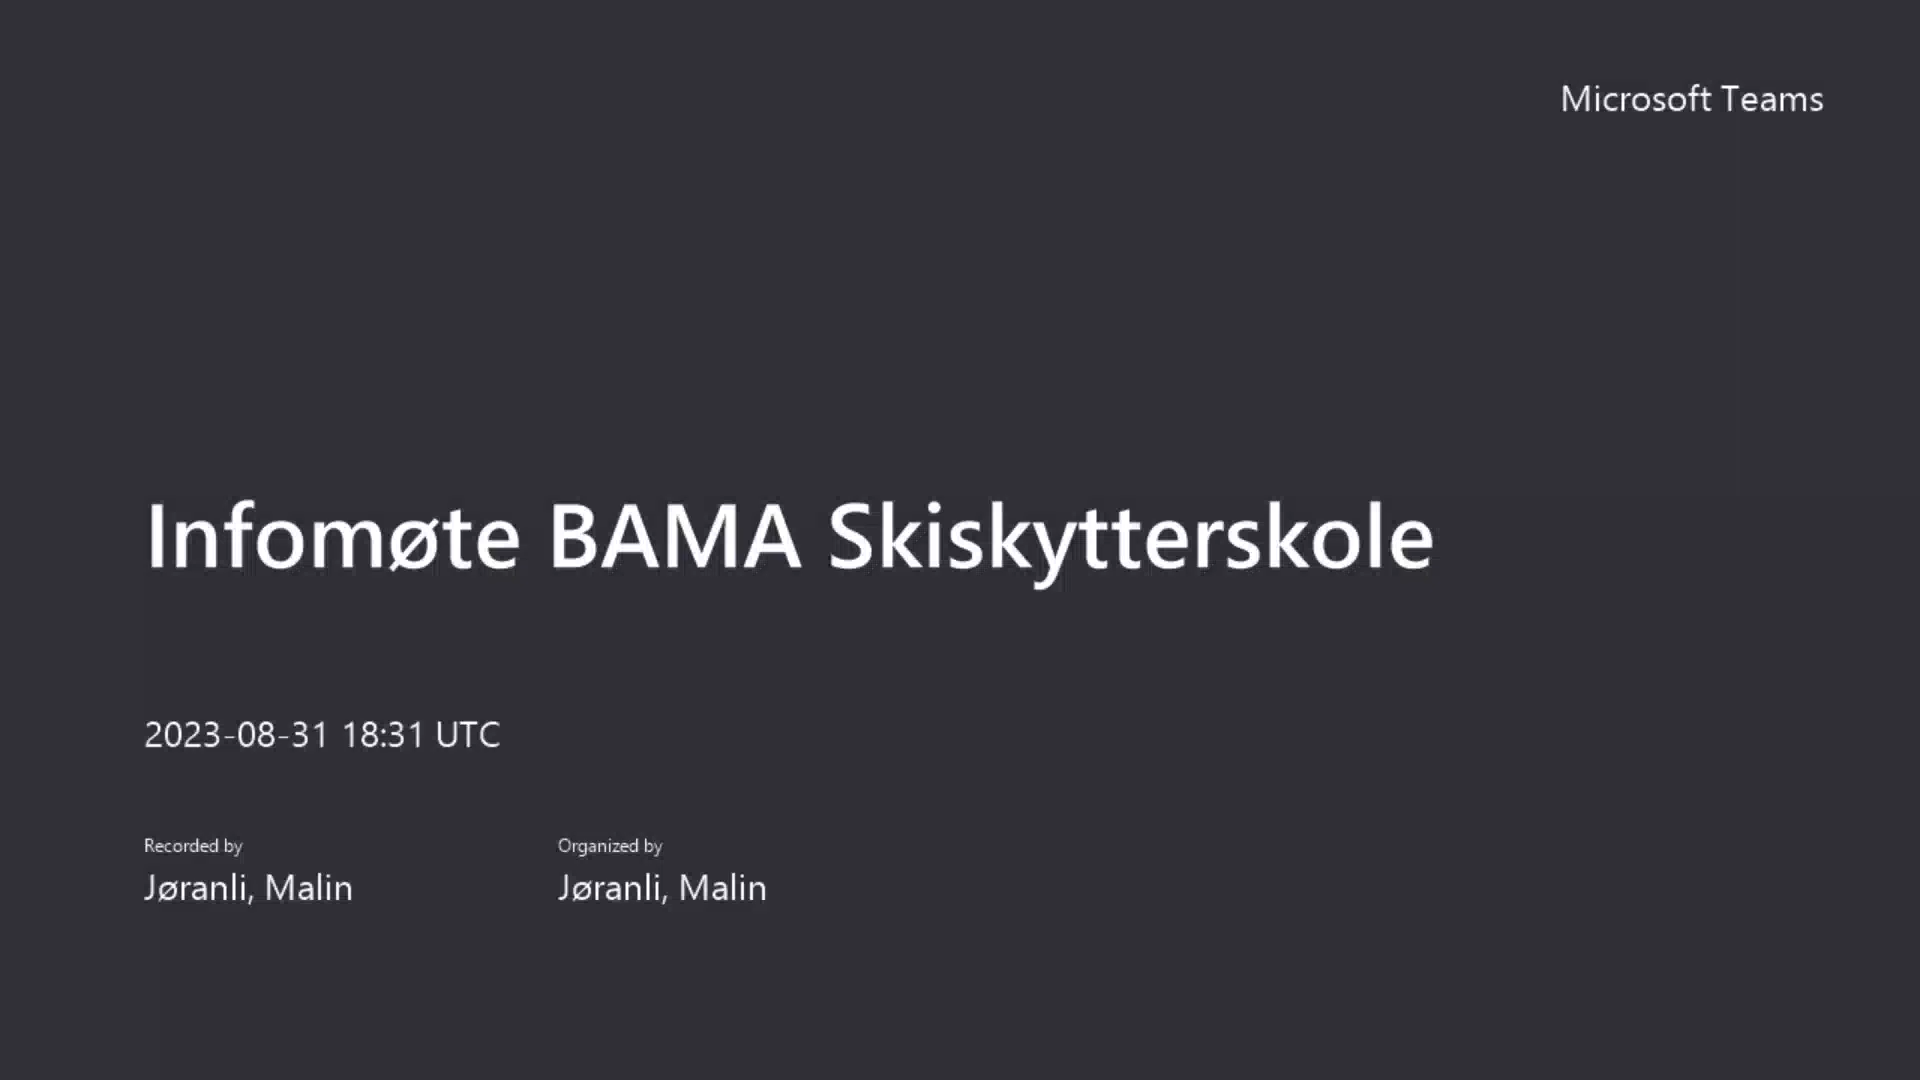 Microsoft Teams
Infomøte BAMA Skiskytterskole
2023-08-31 18:31 UTC
Recorded by
Jøranli, Malin
Organized by
Jøranli, Malin